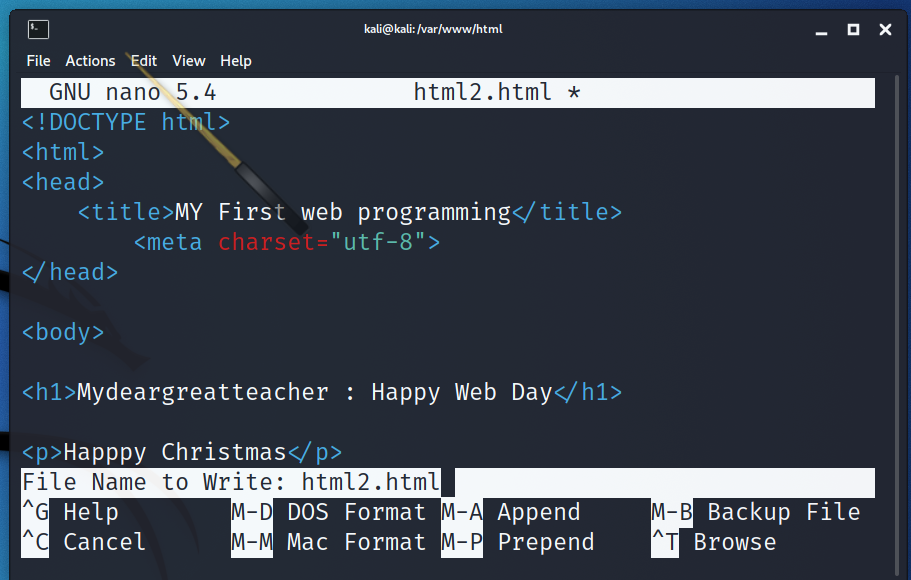 kali@kali: /var/www/html
File Actions Edit View Help
GNU nano 5.4 html2.html *
<!DOCTYPE html>
<html>
<head>
    <title>MY First web programming</title>
        <meta charset="utf-8">
</head>
<body>
<h1>Mydeargreatteacher : Happy Web Day</h1>
<p>Happpy Christmas</p>
File Name to Write: html2.html
^G Help M-D DOS Format M-A Append M-B Backup File
^C Cancel M-M Mac Format M-P Prepend ^T Browse